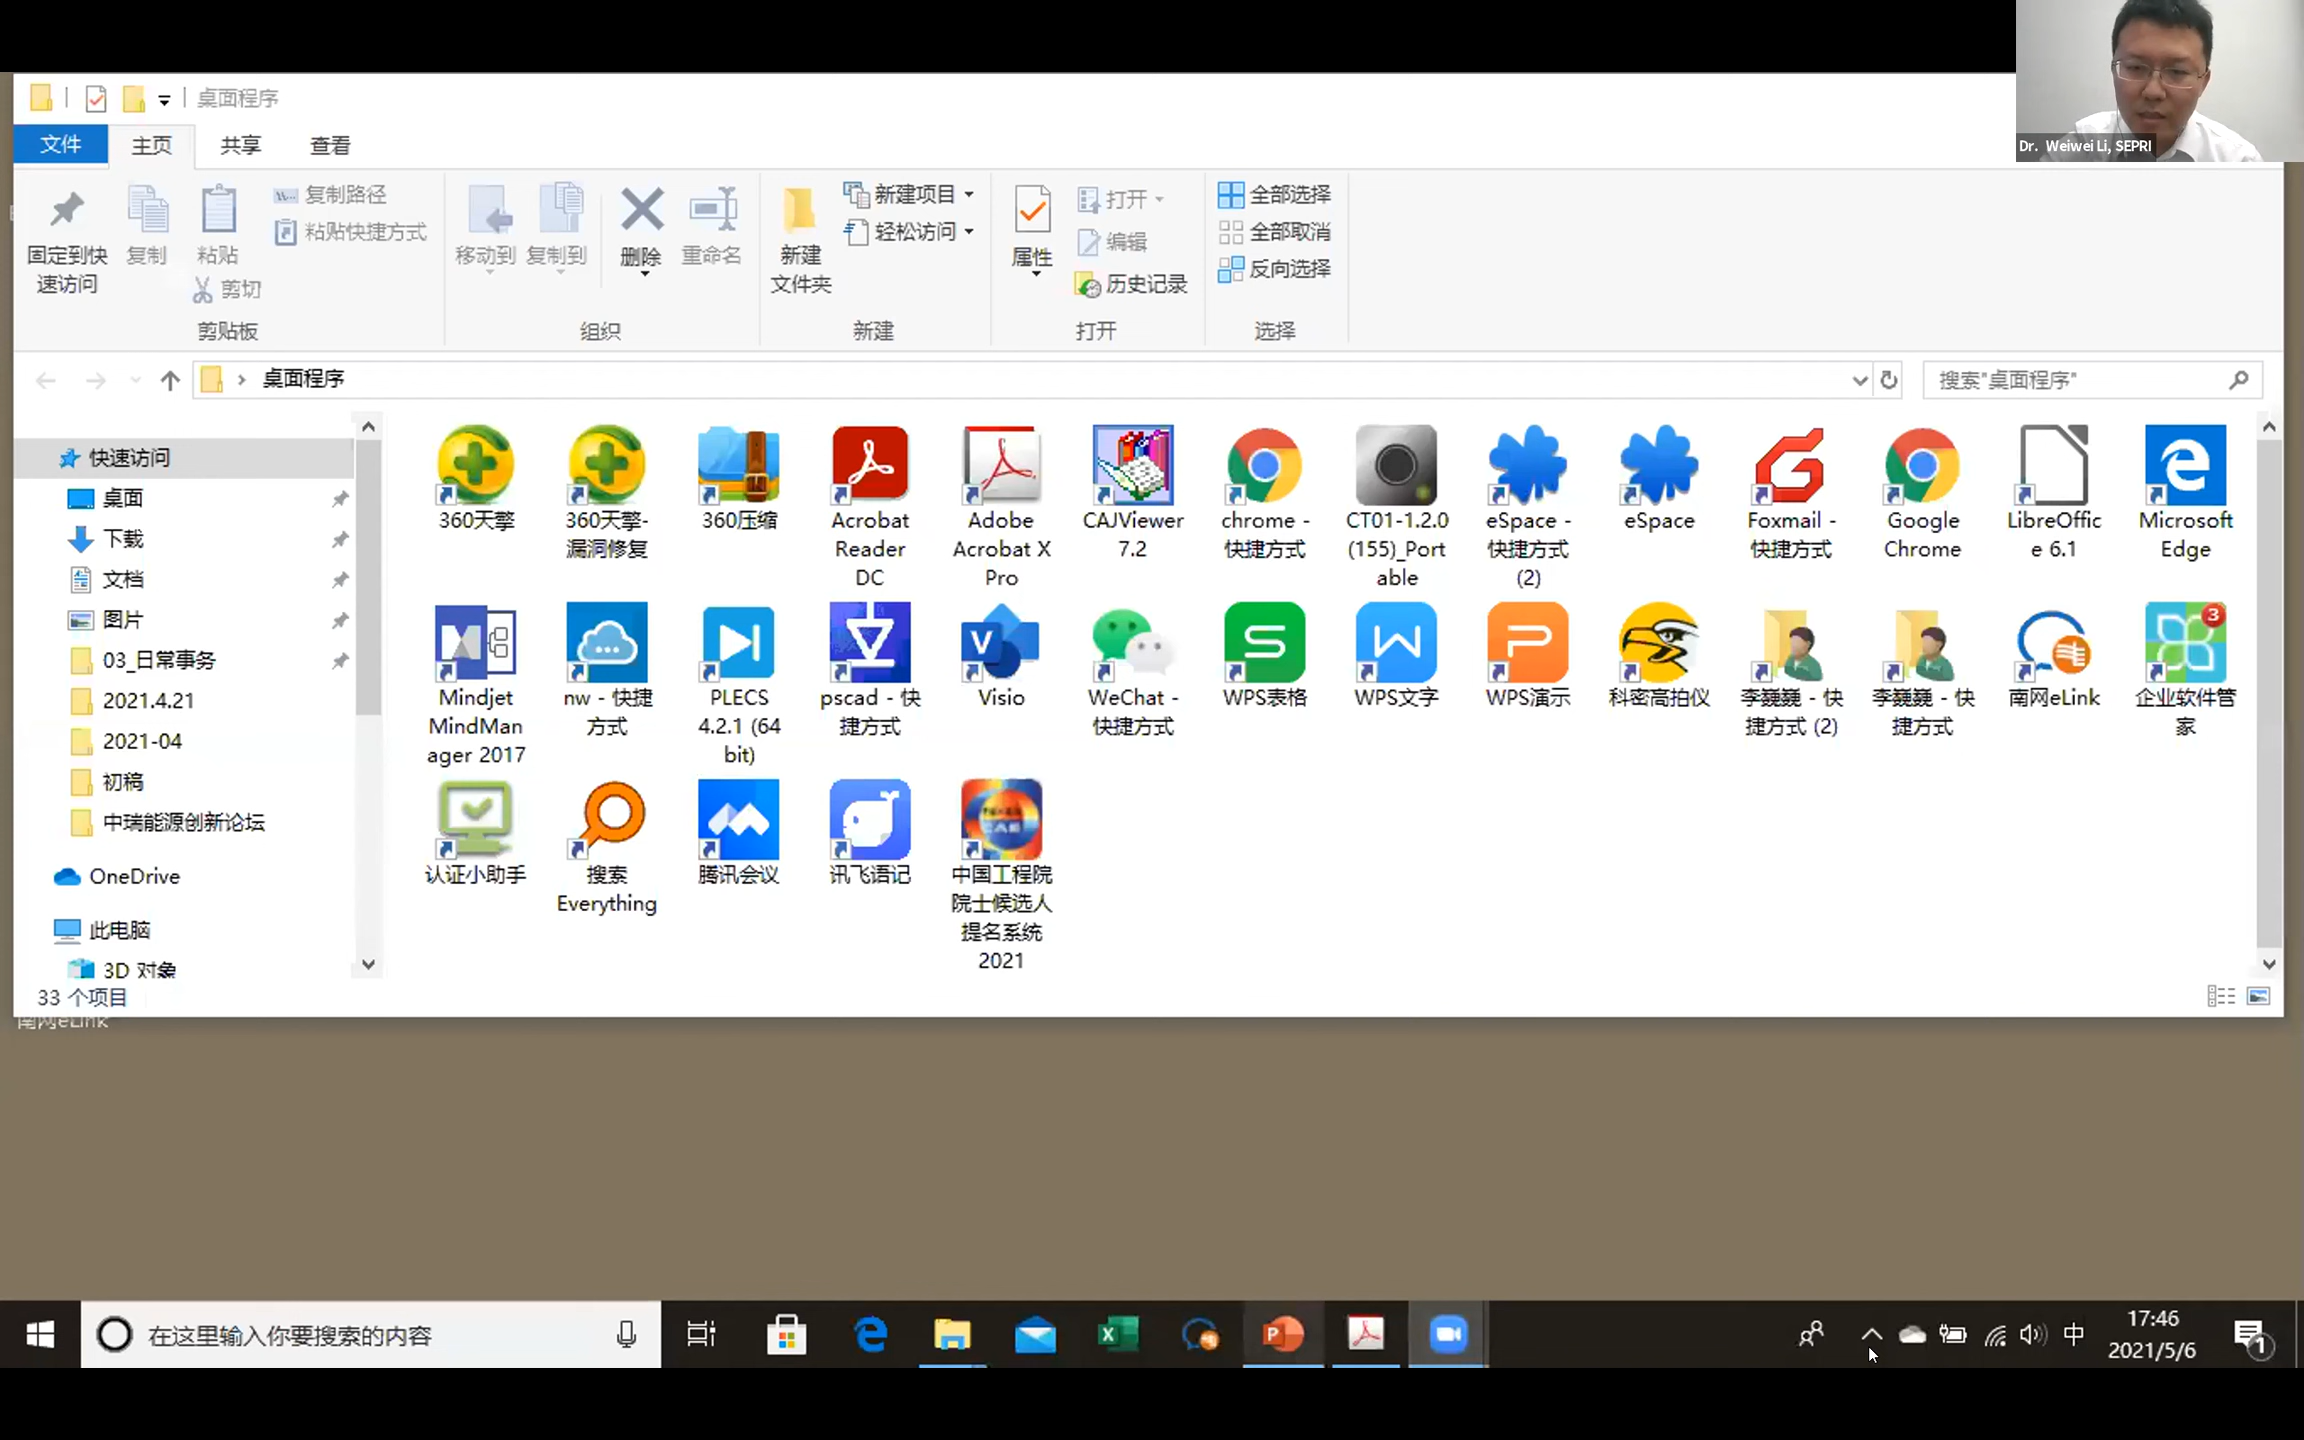 桌面程序
Dr. Weiwei Li, SEPRI
文件
主页
共享
查看
固定到快
速访问
复制
粘贴
剪切
复制路径
粘贴快捷方式
剪贴板
移动到
复制到
删除
重命名
组织
新建
文件夹
新建项目
轻松访问
新建
属性
打开
编辑
历史记录
打开
全部选择
全部取消
反向选择
选择
桌面程序
搜索"桌面程序"
快速访问
桌面
下载
文档
图片
03_日常事务
2021.4.21
2021-04
初稿
中瑞能源创新论坛
OneDrive
此电脑
3D 对象
360天擎
360天擎-
漏洞修复
360压缩
Acrobat
Reader
DC
Adobe
Acrobat X
Pro
CAJViewer
7.2
chrome -
快捷方式
CT01-1.2.0
(155)_Port
able
eSpace -
快捷方式
(2)
eSpace
Foxmail -
快捷方式
Google
Chrome
LibreOffic
e 6.1
Microsoft
Edge
Mindjet
MindMan
ager 2017
nw - 快捷
方式
PLECS
4.2.1 (64
bit)
pscad - 快
捷方式
Visio
WeChat -
快捷方式
WPS表格
WPS文字
WPS演示
科密高拍仪
李巍巍 - 快
捷方式 (2)
李巍巍 - 快
捷方式
南网eLink
3
企业软件管
家
认证小助手
搜索
Everything
腾讯会议
讯飞语记
中国工程院
院士候选人
提名系统
2021
33 个项目
南网eLink
在这里输入你要搜索的内容
中
17:46
2021/5/6
1